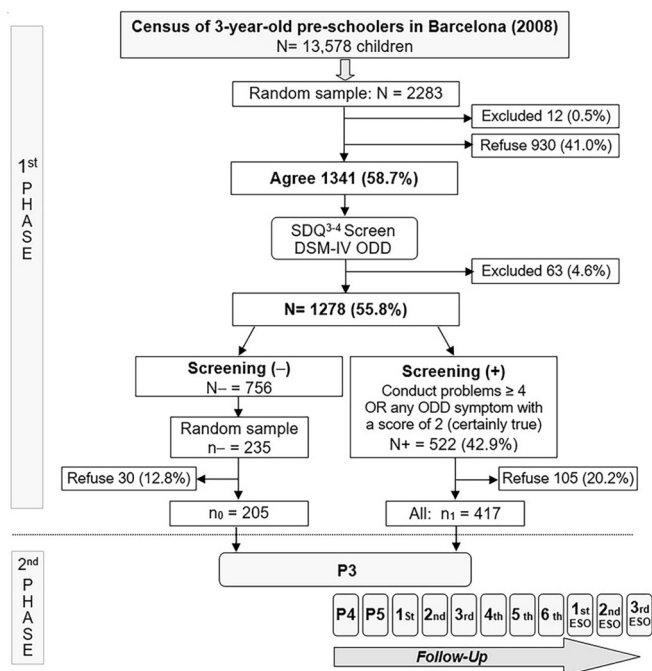 Census of 3-year-old pre-schoolers in Barcelona (2008)
N= 13,578 children
Random sample: N = 2283
Excluded 12 (0.5%)
Refuse 930 (41.0%)
Agree 1341 (58.7%)
SDQ3-4 Screen
DSM-IV ODD
Excluded 63 (4.6%)
N= 1278 (55.8%)
Screening (–)
N– = 756
Screening (+)
Conduct problems ≥ 4
OR any ODD symptom with
a score of 2 (certainly true)
N+ = 522 (42.9%)
Random sample
n– = 235
Refuse 30 (12.8%)
Refuse 105 (20.2%)
n0 = 205
All: n1 = 417
1st
P
H
A
S
E
2nd
P
H
A
S
E
P3
P4 P5 1St 2nd 3rd 4th 5 th 6 th 1st ESO 2nd ESO 3rd ESO
Follow-Up